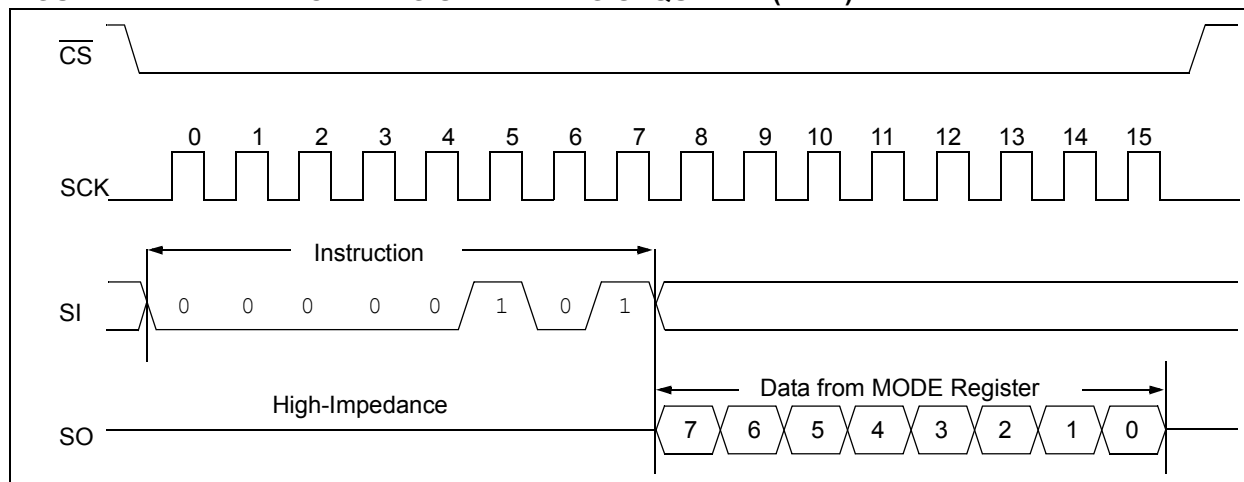 CS
0 1 2 3 4 5 6 7 8 9 10 11 12 13 14 15
SCK
Instruction
SI 0 0 0 0 0 1 0 1
Data from MODE Register
High-Impedance
SO 7 6 5 4 3 2 1 0